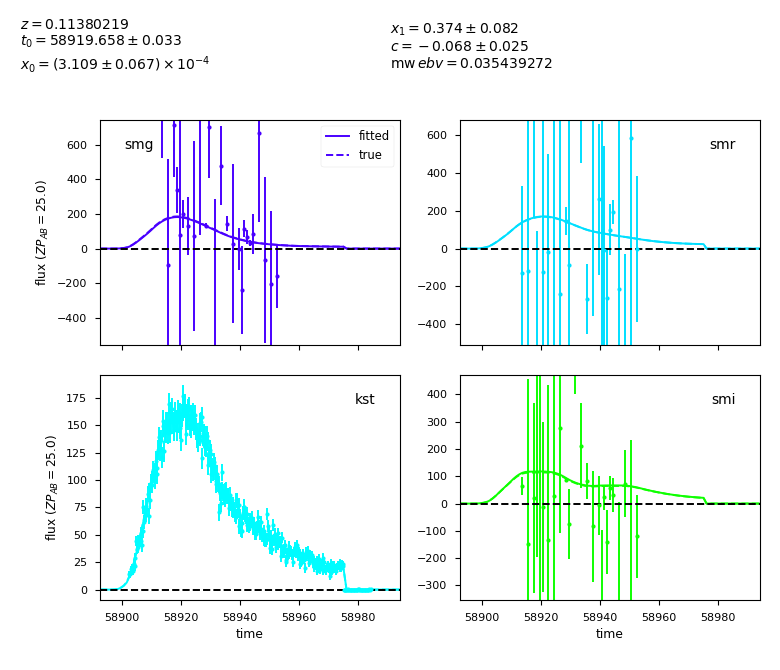 z = 0.11380219
t₀ = 58919.658 ± 0.033
x₀ = (3.109 ± 0.067) × 10⁻⁴
x₁ = 0.374 ± 0.082
c = −0.068 ± 0.025
mw ebv = 0.035439272
smg
fitted
true
600
400
200
0
−200
−400
flux (ZP_AB = 25.0)
smr
600
400
200
0
−200
−400
kst
175
150
125
100
75
50
25
0
flux (ZP_AB = 25.0)
58900 58920 58940 58960 58980
time
smi
400
300
200
100
0
−100
−200
−300
58900 58920 58940 58960 58980
time